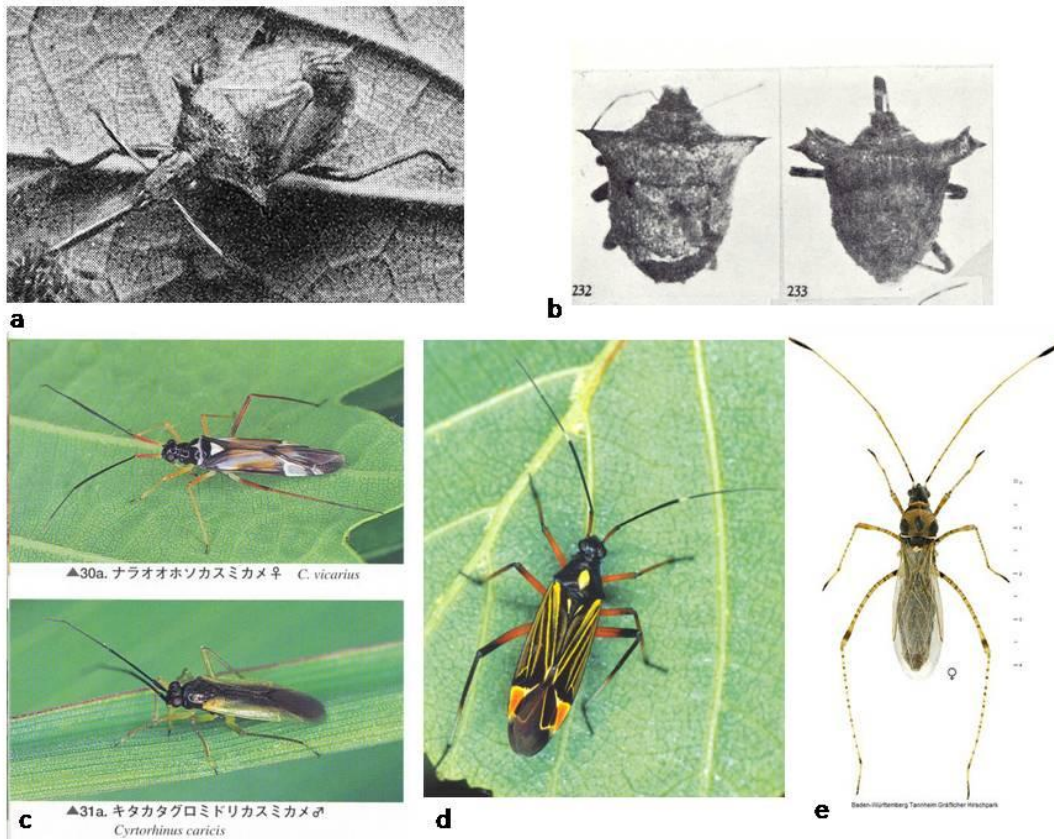 a
232
233
b
▲30a. ナラオオホソカスミカメ♀ C. vicarius
▲31a. キタカタグロミドリカスミカメ♂
Cyrtorhinus caricis
c
d
♀
Baden-Württemberg Tannheim Gräflicher Hirschpark
e